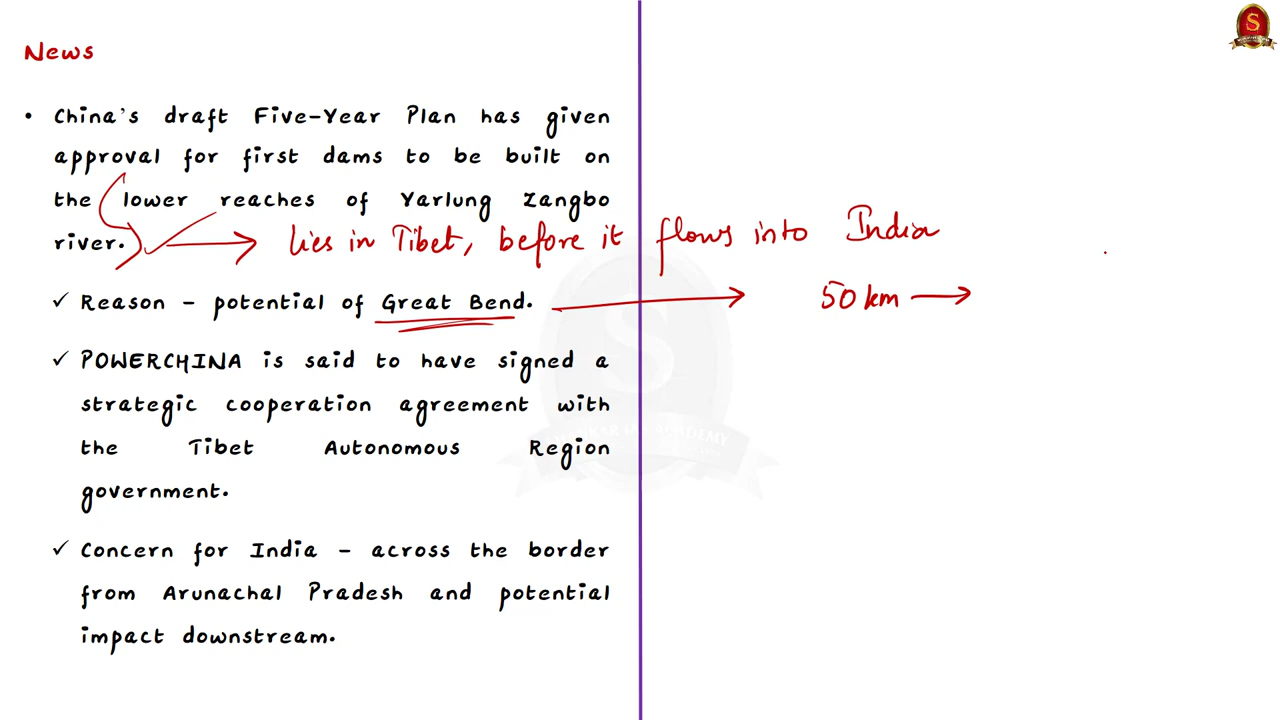 News
• China's draft Five-Year Plan has given
approval for first dams to be built on
the lower reaches of Yarlung Zangbo
river.
lies in Tibet, before it flows into India
✓ Reason – potential of Great Bend.
50 km
✓ POWERCHINA is said to have signed a
strategic cooperation agreement with
the Tibet Autonomous Region
government.
✓ Concern for India – across the border
from Arunachal Pradesh and potential
impact downstream.
S
ACADEMY